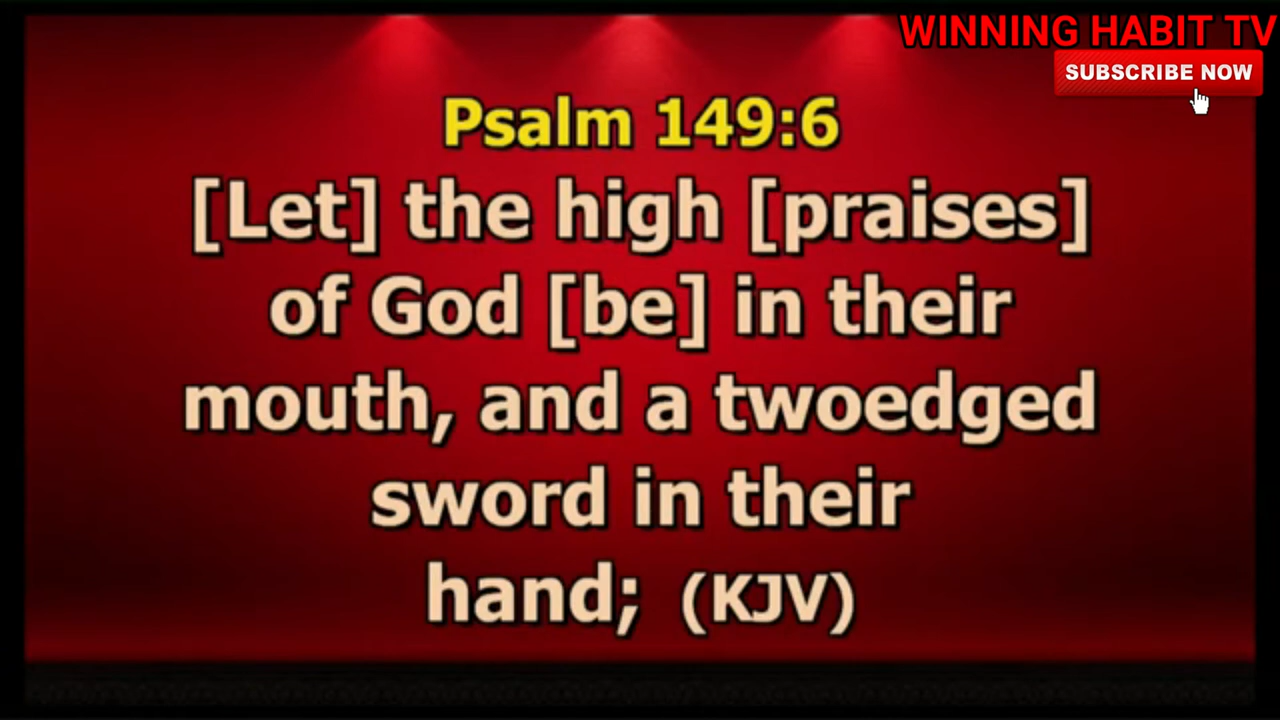 WINNING HABIT TV
SUBSCRIBE NOW
Psalm 149:6
[Let] the high [praises]
of God [be] in their
mouth, and a twoedged
sword in their
hand; (KJV)